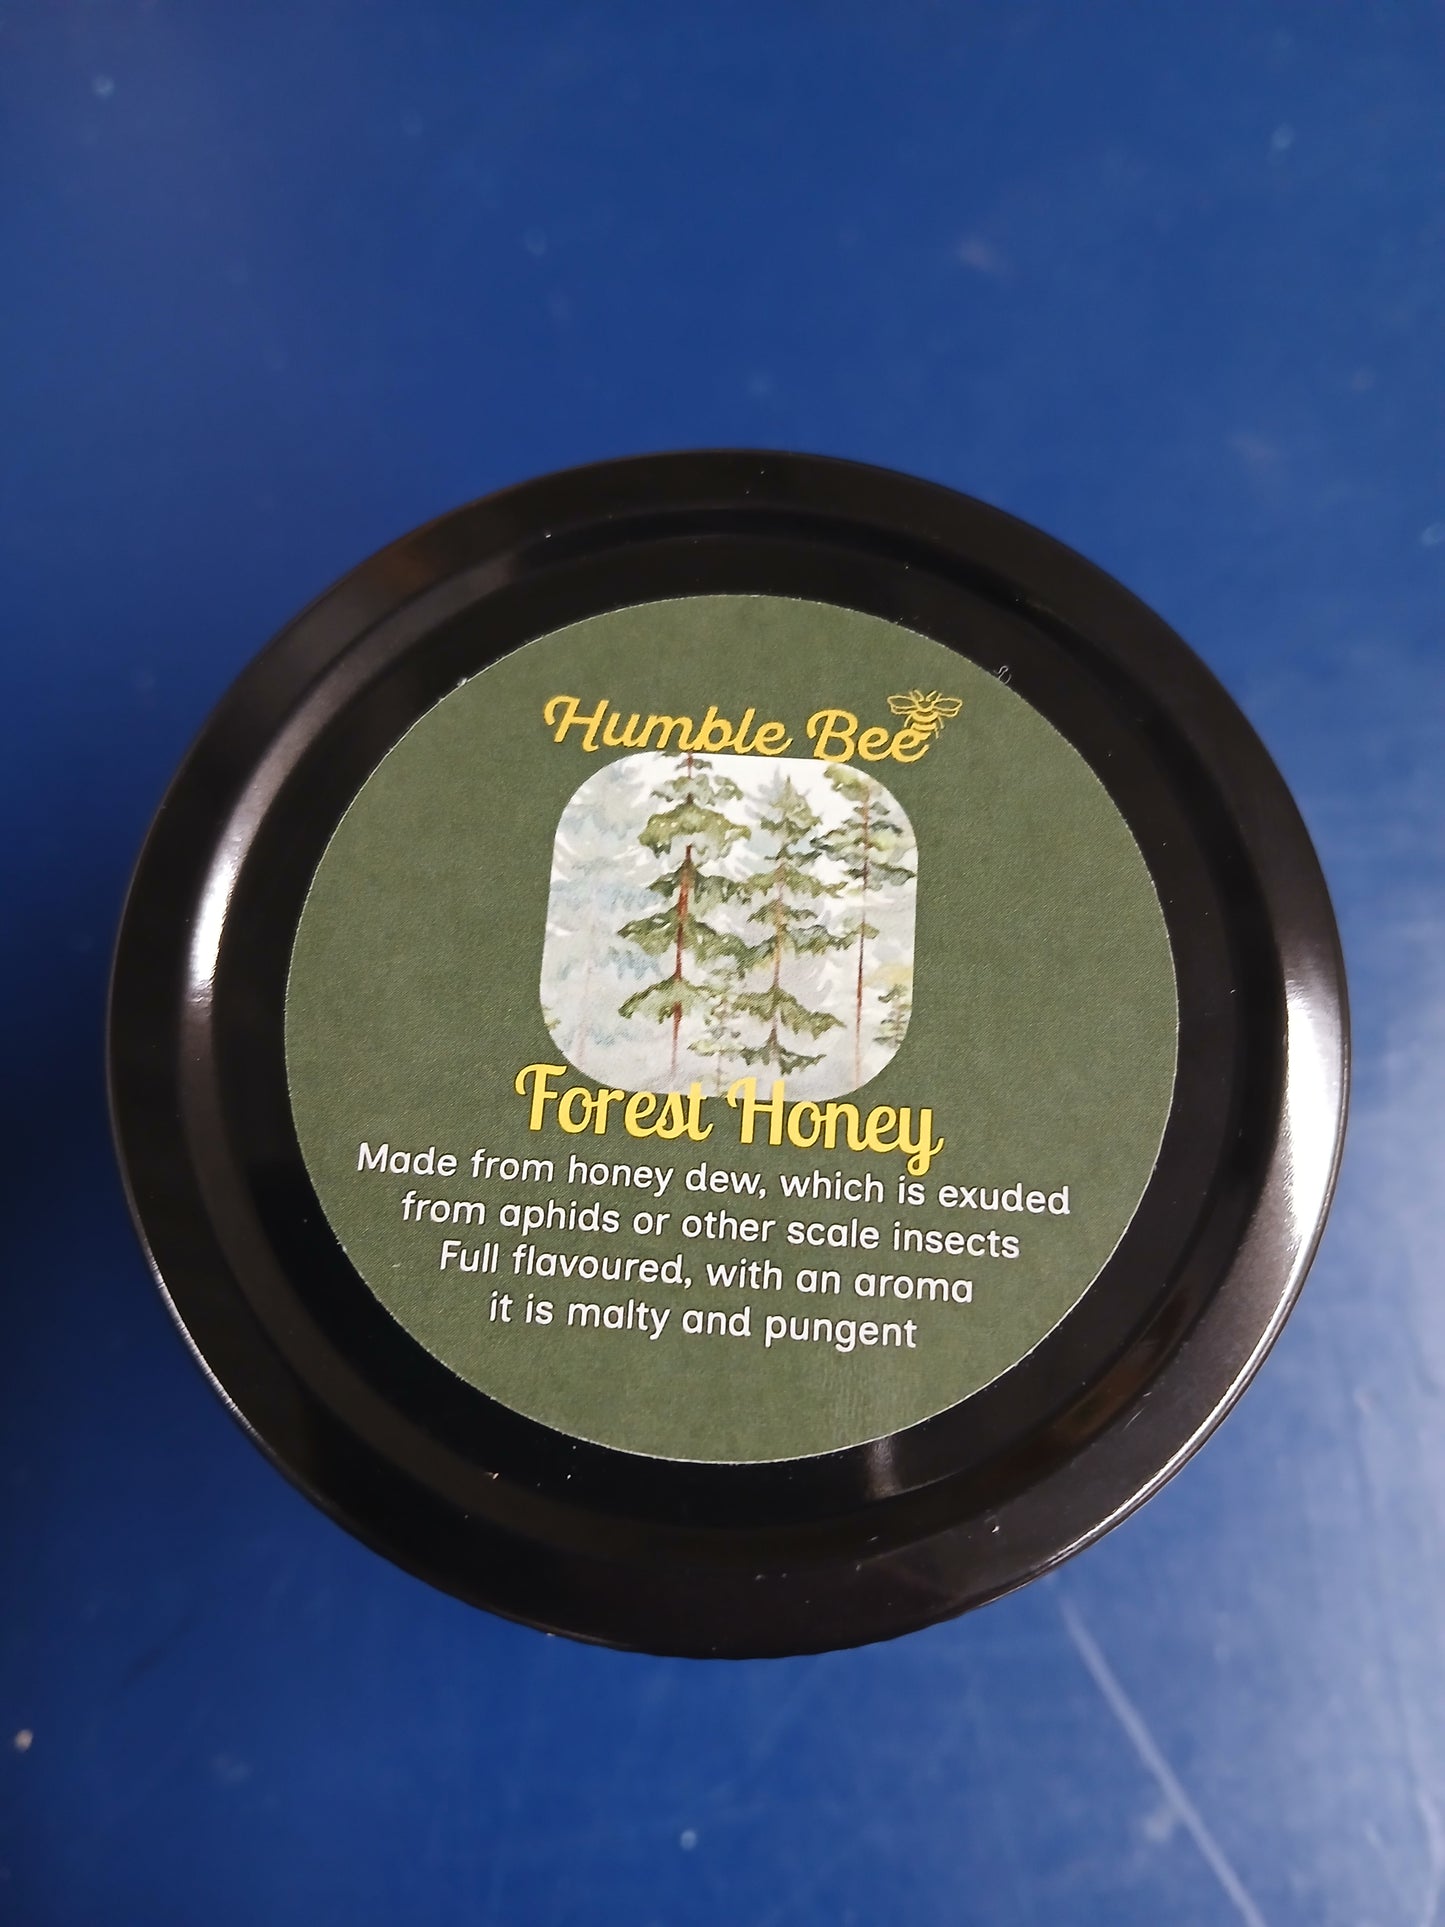 Humble Bee
Forest Honey
Made from honey dew, which is exuded
from aphids or other scale insects
Full flavoured, with an aroma
it is malty and pungent